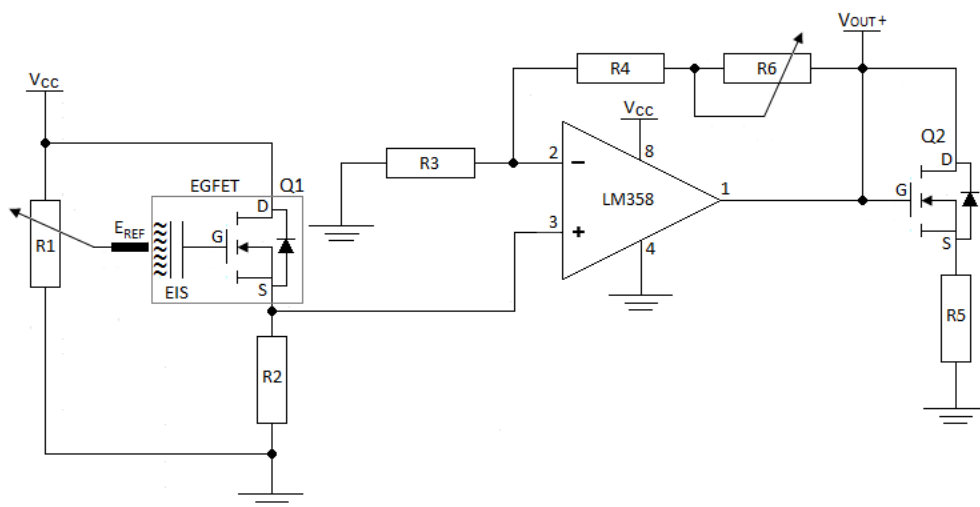 VOUT+
VCC
R4
R6
VCC
Q2
D
G
S
R3
2
8
LM358
1
3
4
EGFET
Q1
D
R1
EREF
G
S
EIS
R2
R5